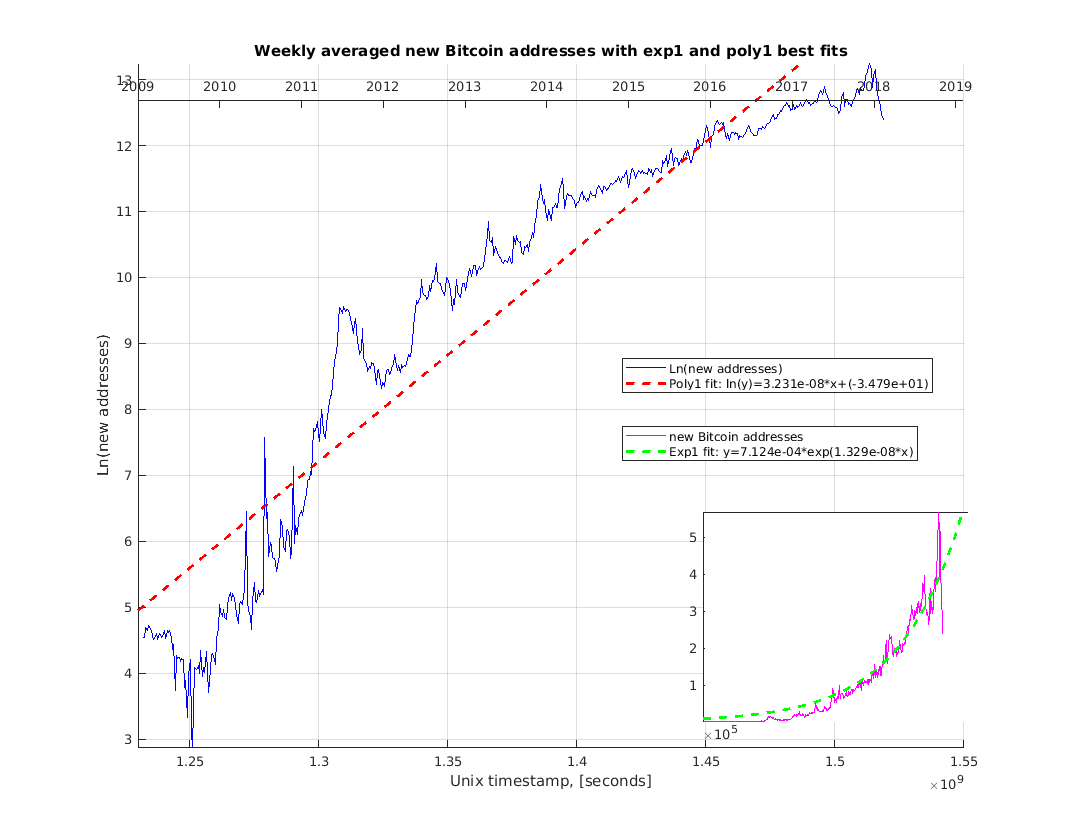 Weekly averaged new Bitcoin addresses with exp1 and poly1 best fits
2009 2010 2011 2012 2013 2014 2015 2016 2017 2018 2019
13
12
11
10
9
8
7
6
5
4
3
Ln(new addresses)
Ln(new addresses)
Poly1 fit: ln(y)=3.231e-08*x+(-3.479e+01)
new Bitcoin addresses
Exp1 fit: y=7.124e-04*exp(1.329e-08*x)
5
4
3
2
1
×10^5
1.25 1.3 1.35 1.4 1.45 1.5 1.55
Unix timestamp, [seconds]
×10^9